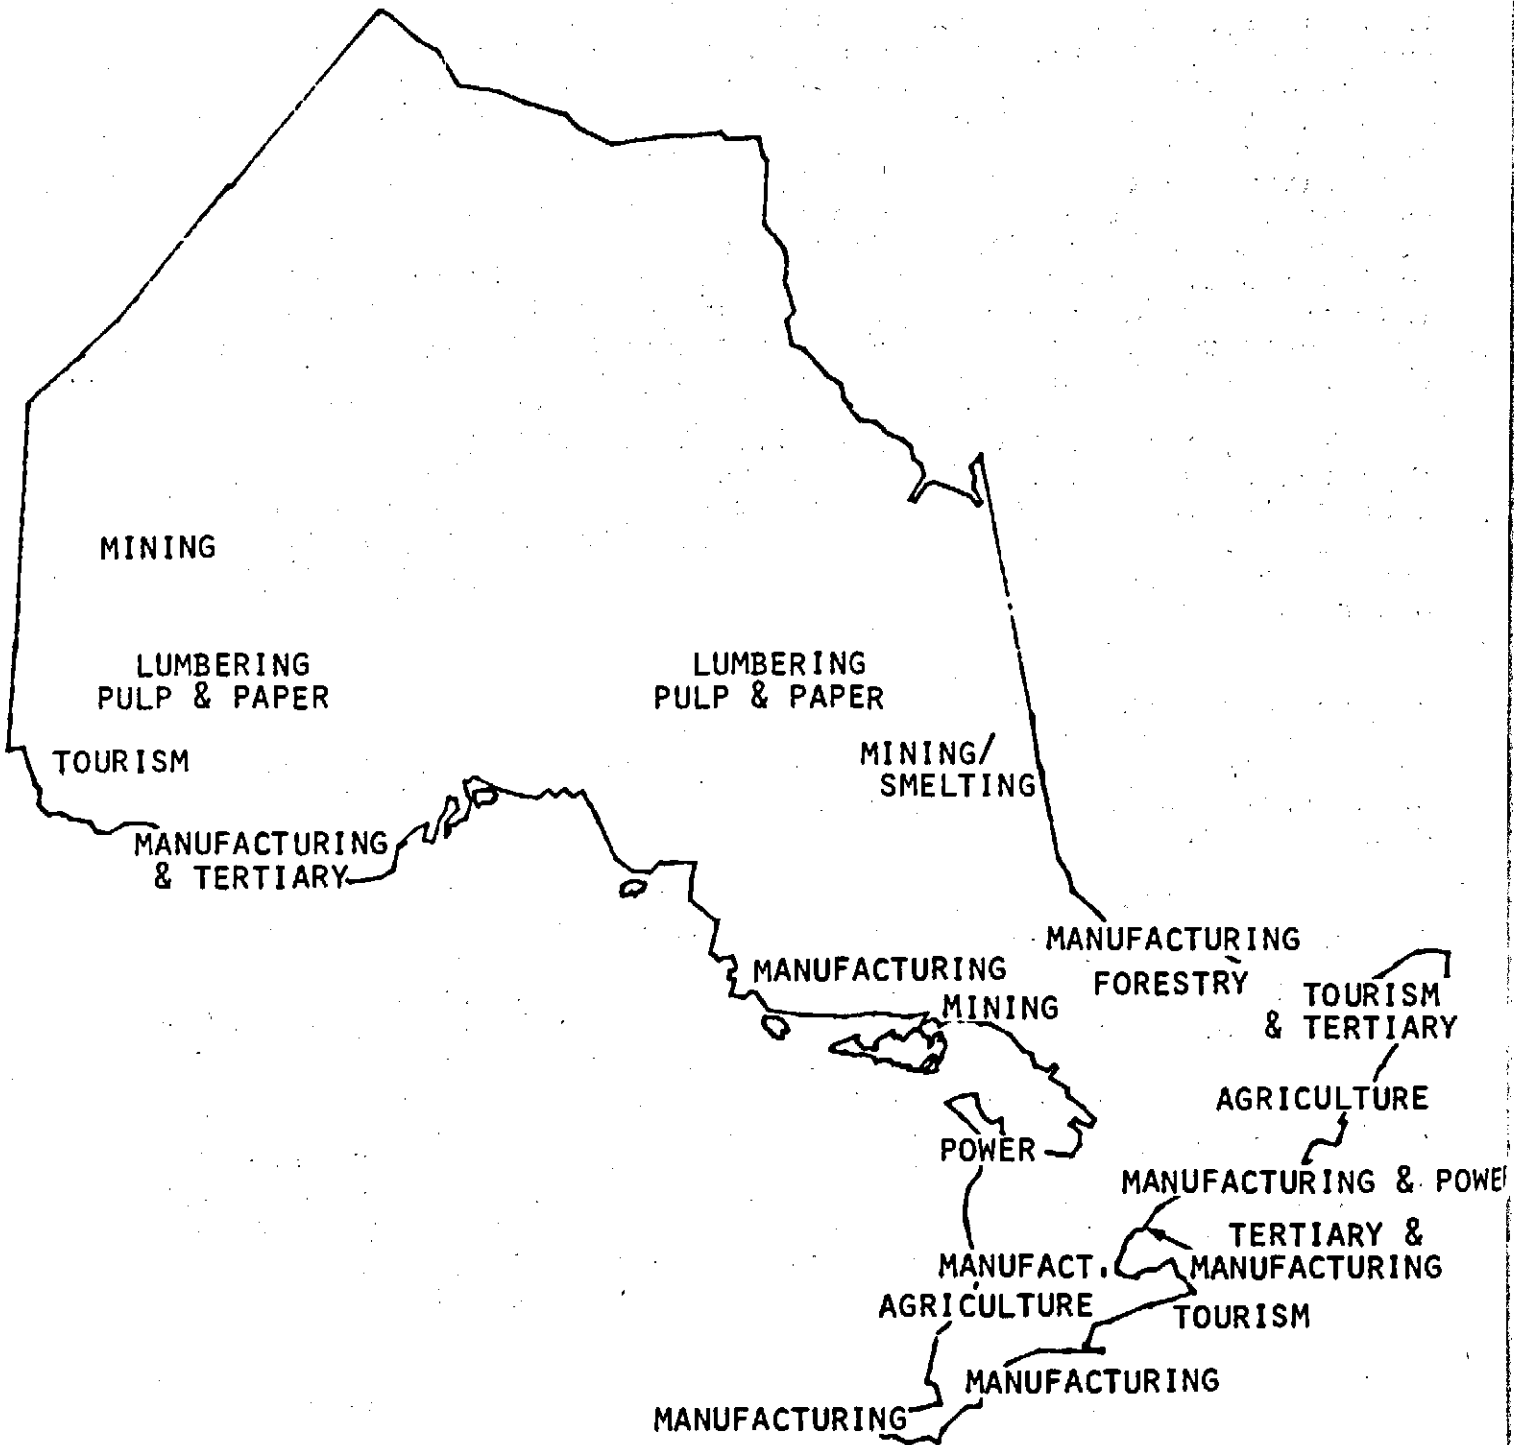 MINING
LUMBERING
PULP & PAPER
LUMBERING
PULP & PAPER
TOURISM
MINING/
SMELTING
MANUFACTURING
& TERTIARY
MANUFACTURING
FORESTRY
MANUFACTURING
MINING
TOURISM
& TERTIARY
AGRICULTURE
POWER
MANUFACTURING & POWER
TERTIARY &
MANUFACTURING
MANUFACT.
AGRICULTURE
TOURISM
MANUFACTURING
MANUFACTURING